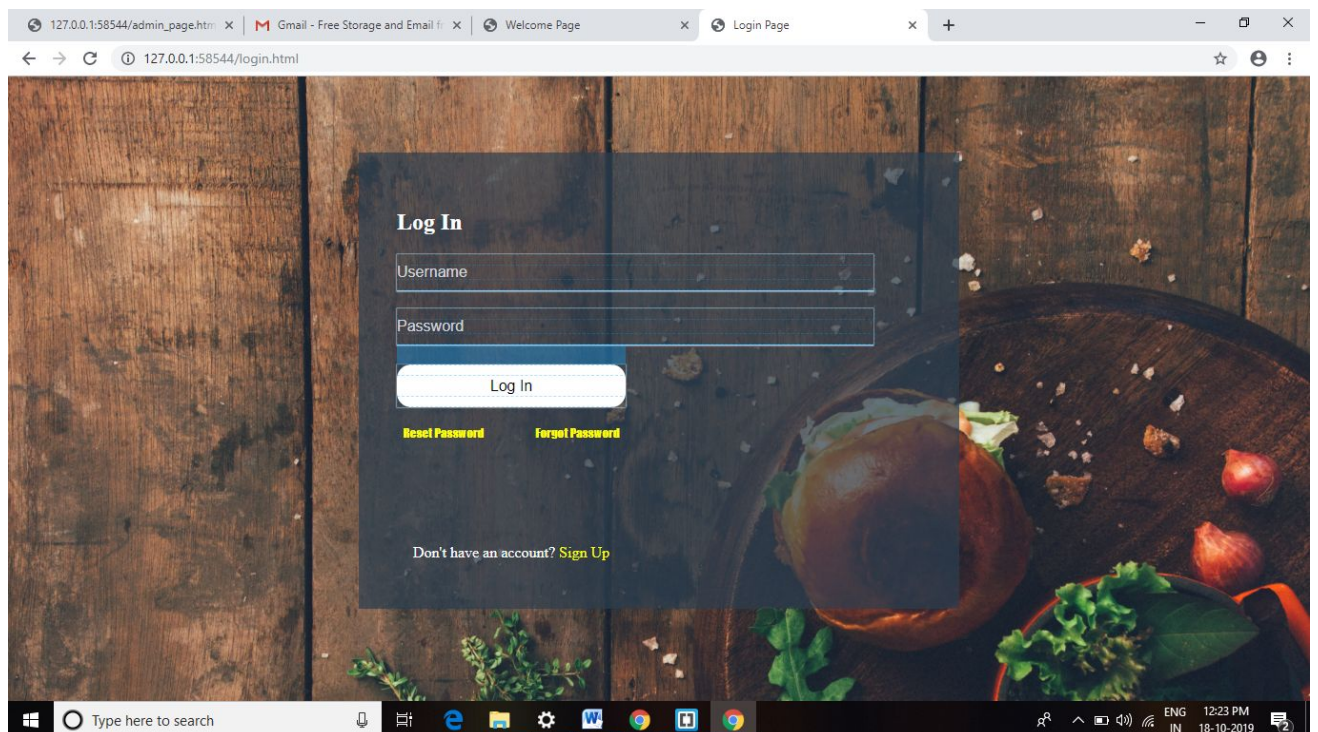 127.0.0.1:58544/admin_page.htm
Gmail - Free Storage and Email fr
Welcome Page
Login Page
127.0.0.1:58544/login.html
Log In
Username
Password
Log In
Reset Password
Forgot Password
Don't have an account? Sign Up
Type here to search
ENG
IN
12:23 PM
18-10-2019
2